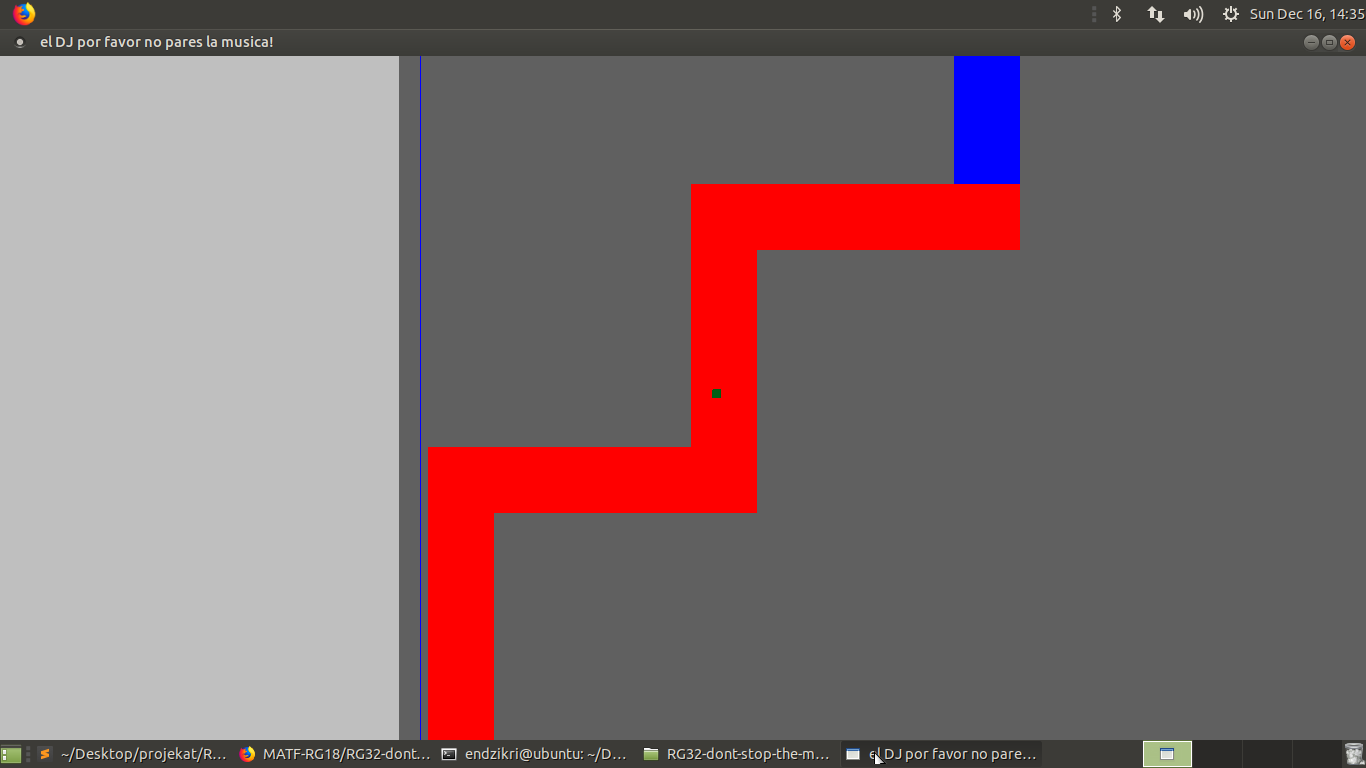 Sun Dec 16, 14:35
el DJ por favor no pares la musica!
~/Desktop/projekat/R...
MATF-RG18/RG32-dont...
endzikri@ubuntu: ~/D...
RG32-dont-stop-the-m...
el DJ por favor no pare...